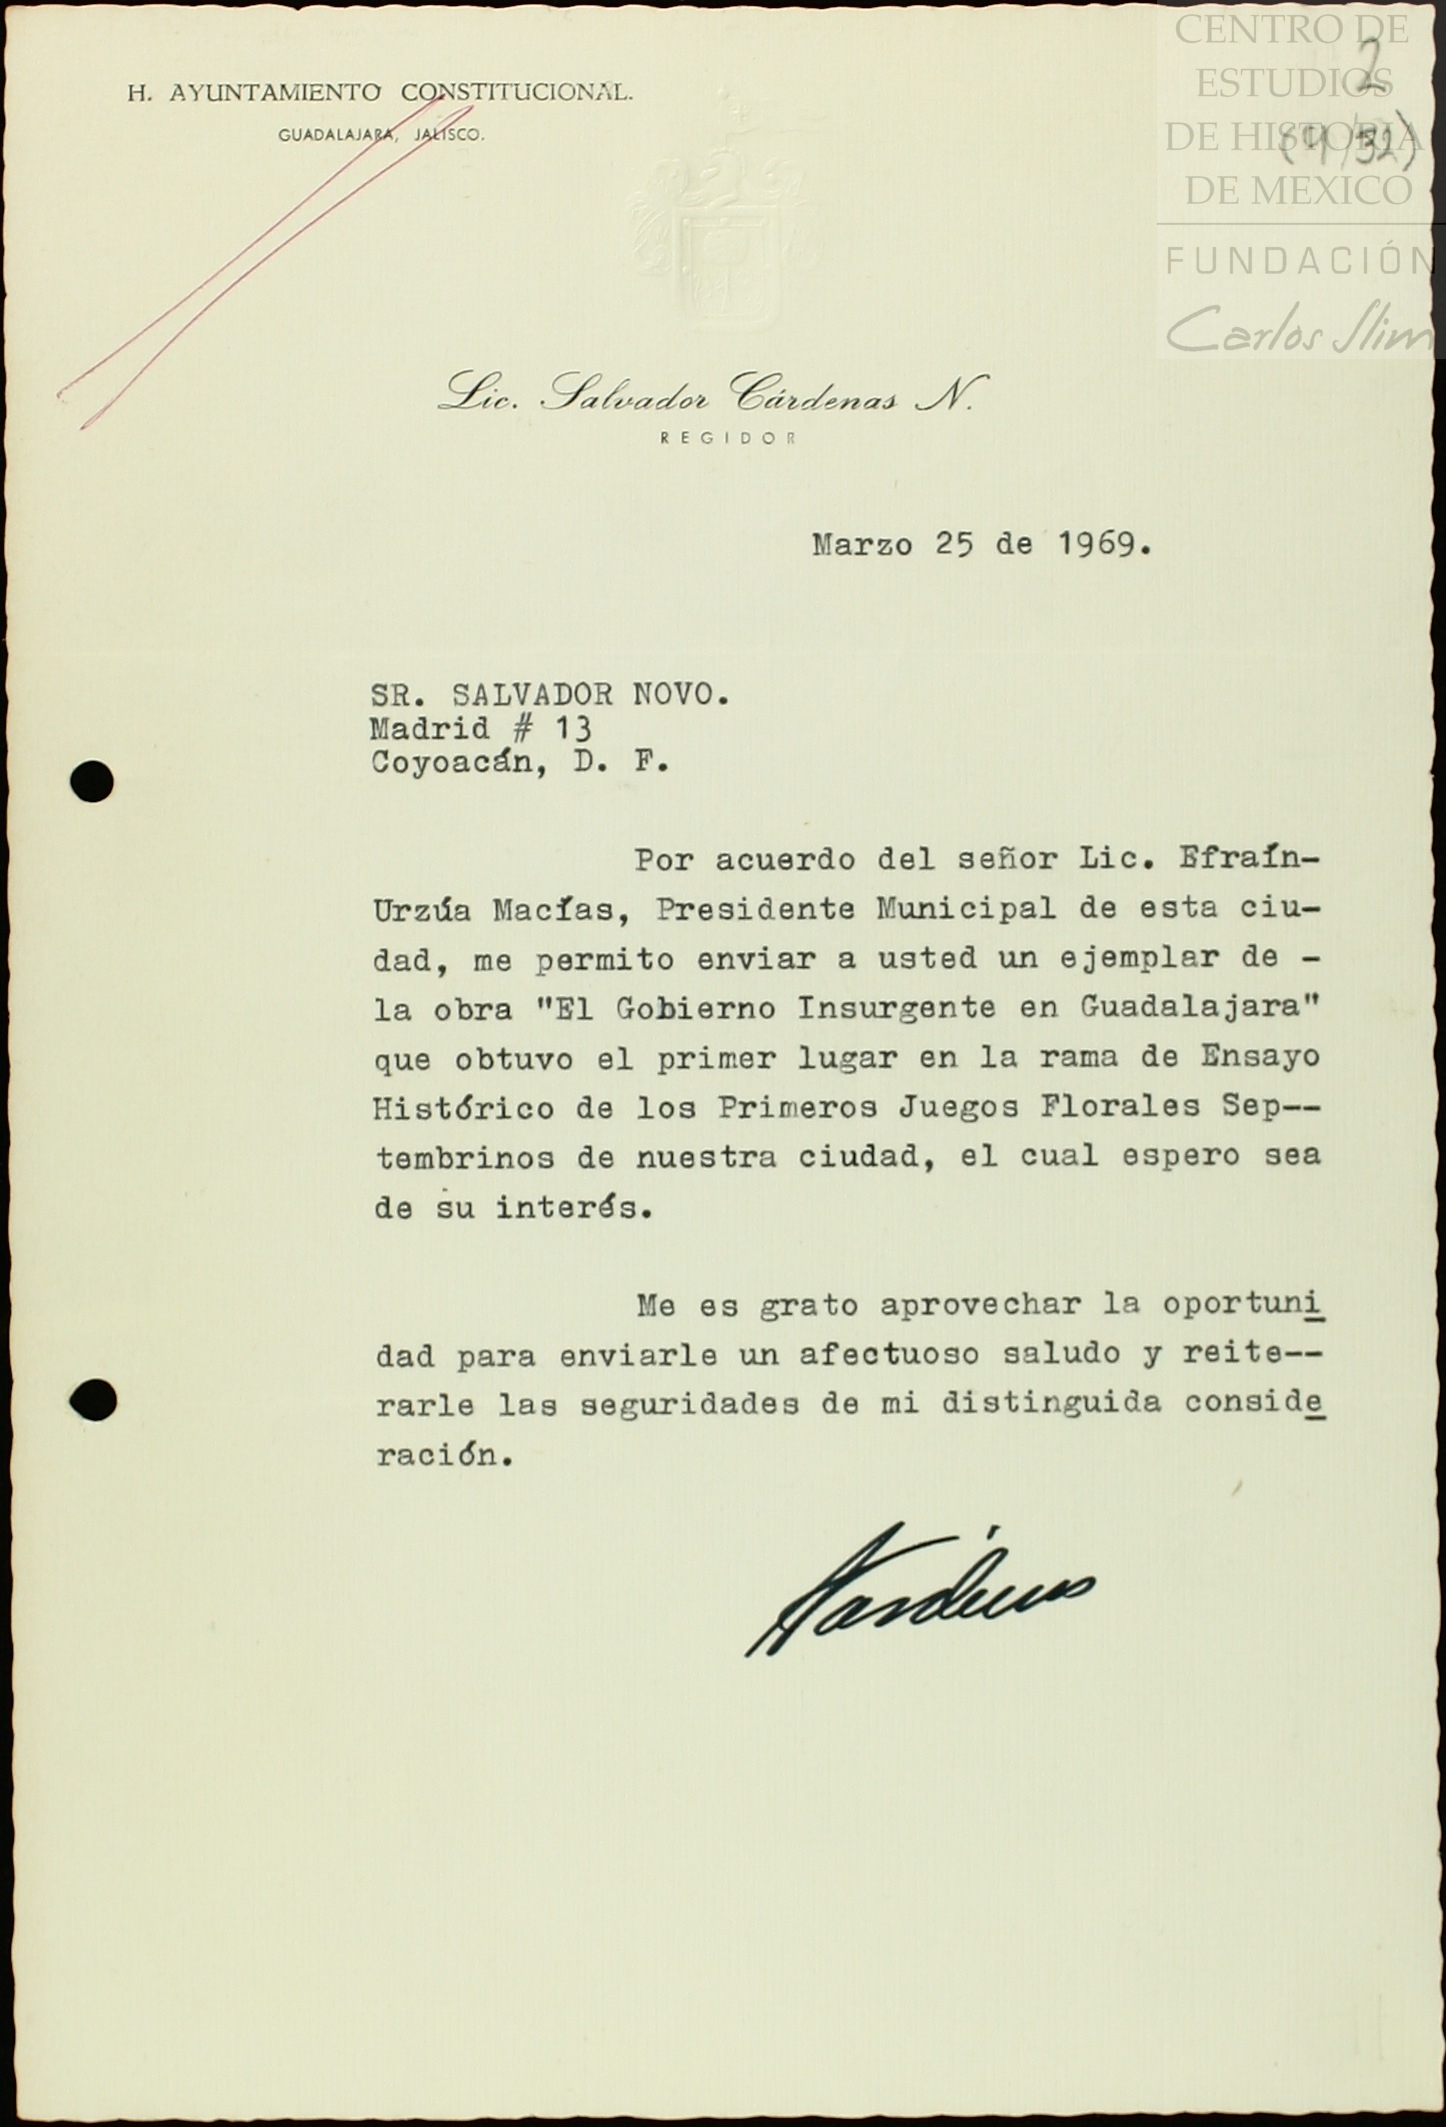 CENTRO DE
ESTUDIOS
DE HISTORIA
DE MEXICO
FUNDACIÓN
Carlos Slim
2
H. AYUNTAMIENTO CONSTITUCIONAL.
GUADALAJARA, JALISCO.
Lic. Salvador Cárdenas N.
REGIDOR
Marzo 25 de 1969.
SR. SALVADOR NOVO.
Madrid # 13
Coyoacán, D. F.
Por acuerdo del señor Lic. Efraín-
Urzúa Macías, Presidente Municipal de esta ciu-
dad, me permito enviar a usted un ejemplar de -
la obra "El Gobierno Insurgente en Guadalajara"
que obtuvo el primer lugar en la rama de Ensayo
Histórico de los Primeros Juegos Florales Sep--
tembrinos de nuestra ciudad, el cual espero sea
de su interés.
Me es grato aprovechar la oportuni
dad para enviarle un afectuoso saludo y reite--
rarle las seguridades de mi distinguida conside
ración.